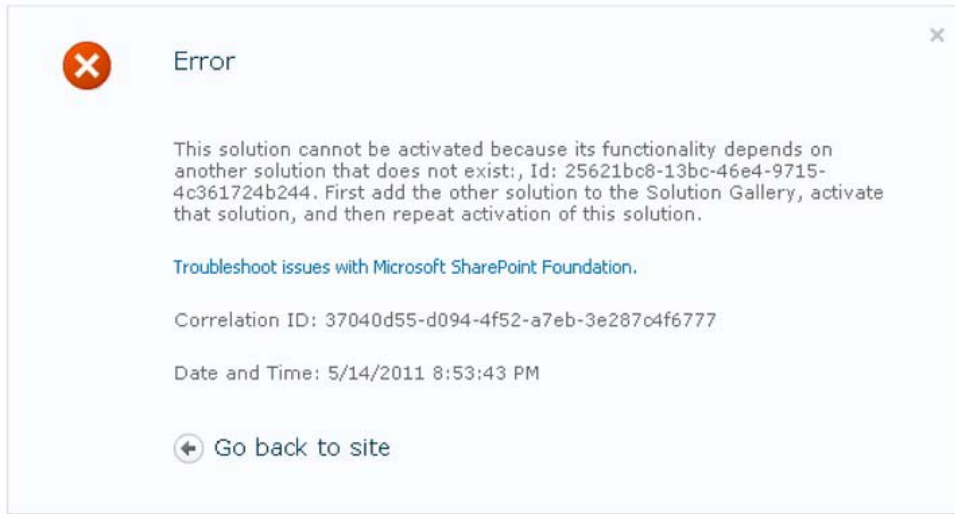 Error
This solution cannot be activated because its functionality depends on
another solution that does not exist:, Id: 25621bc8-13bc-46e4-9715-
4c361724b244. First add the other solution to the Solution Gallery, activate
that solution, and then repeat activation of this solution.
Troubleshoot issues with Microsoft SharePoint Foundation.
Correlation ID: 37040d55-d094-4f52-a7eb-3e287c4f6777
Date and Time: 5/14/2011 8:53:43 PM
Go back to site